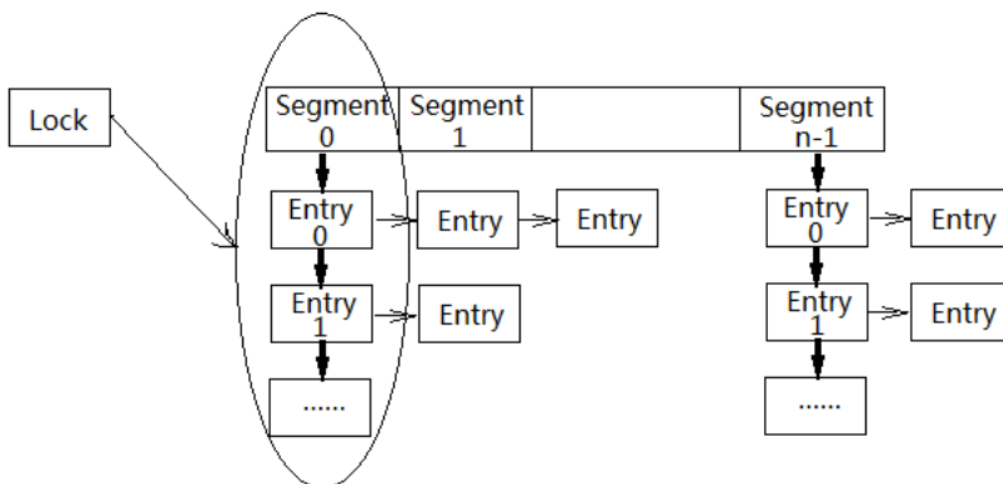 Lock
Segment
0
Segment
1
Segment
n-1
Entry
0
Entry
Entry
Entry
0
Entry
Entry
1
Entry
Entry
1
Entry
......
......